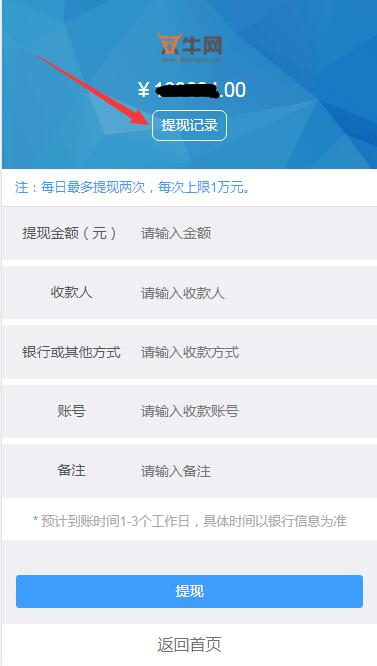 牛网
提现记录
注：每日最多提现两次，每次上限1万元。
提现金额（元） 请输入金额
收款人 请输入收款人
银行或其他方式 请输入收款方式
账号 请输入收款账号
备注 请输入备注
* 预计到账时间1-3个工作日，具体时间以银行信息为准
提现
返回首页